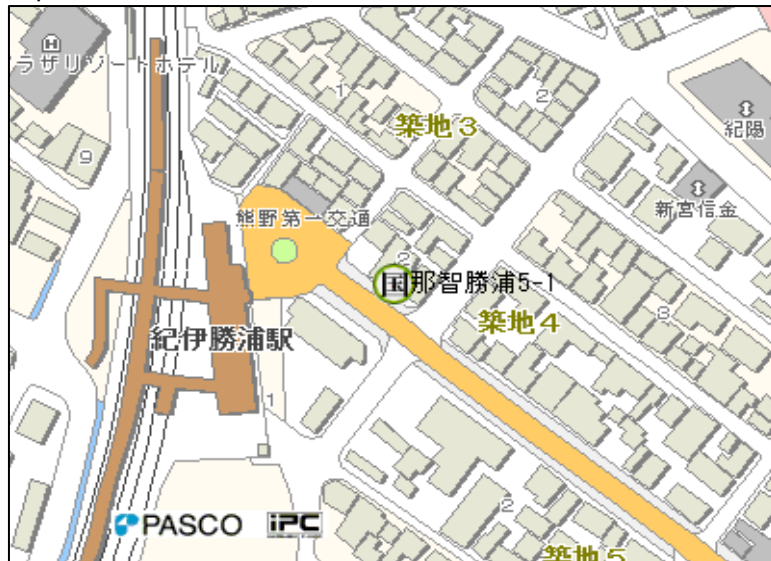 ラザリゾートホテル
1
2
築地3
紀陽
9
新宮信金
熊野第一交通
2
国
那智勝浦5-1
築地4
8
紀伊勝浦駅
1
2
PASCO iPC
築地5